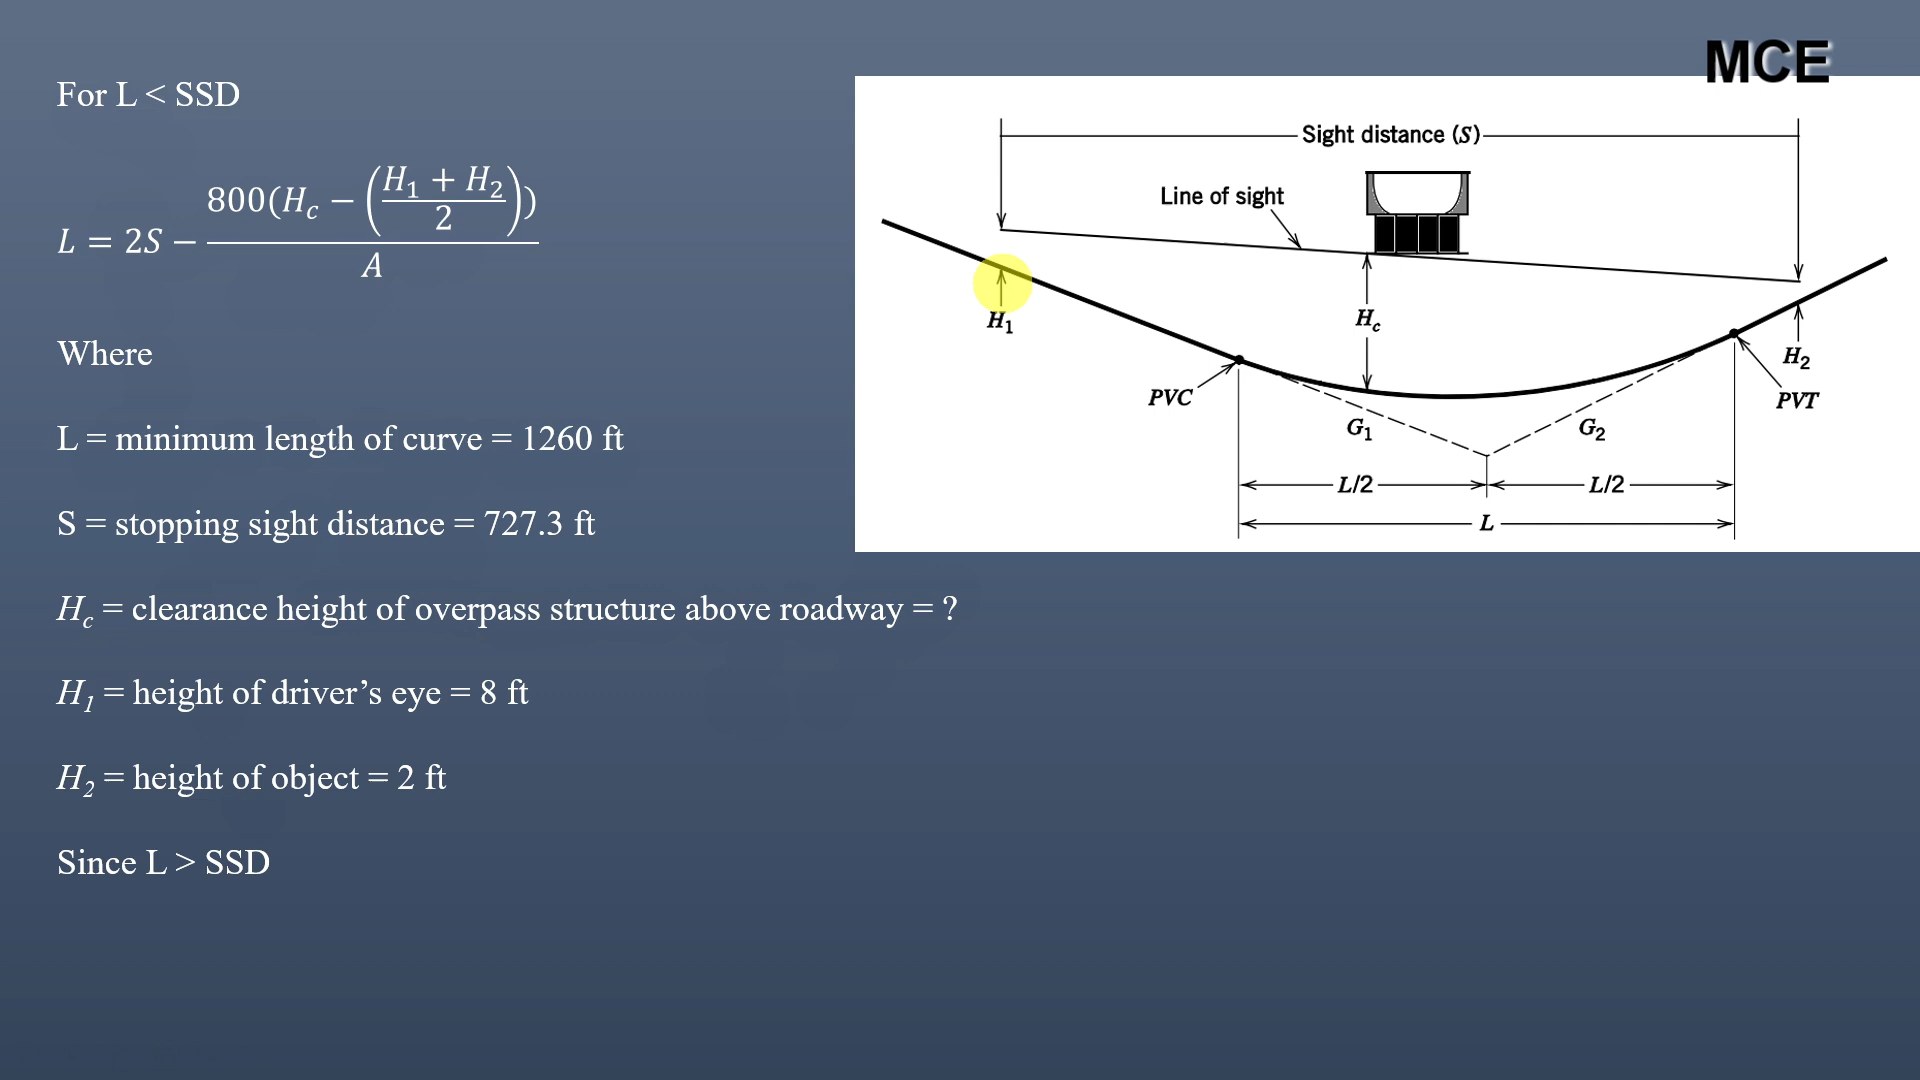 MCE
For L < SSD
L = 2S − 800(H_c − ((H_1 + H_2)/2)) / A
Where
L = minimum length of curve = 1260 ft
S = stopping sight distance = 727.3 ft
H_c = clearance height of overpass structure above roadway = ?
H_1 = height of driver’s eye = 8 ft
H_2 = height of object = 2 ft
Since L > SSD
Sight distance (S)
Line of sight
H_1
H_c
H_2
PVC
PVT
G_1
G_2
L/2
L/2
L